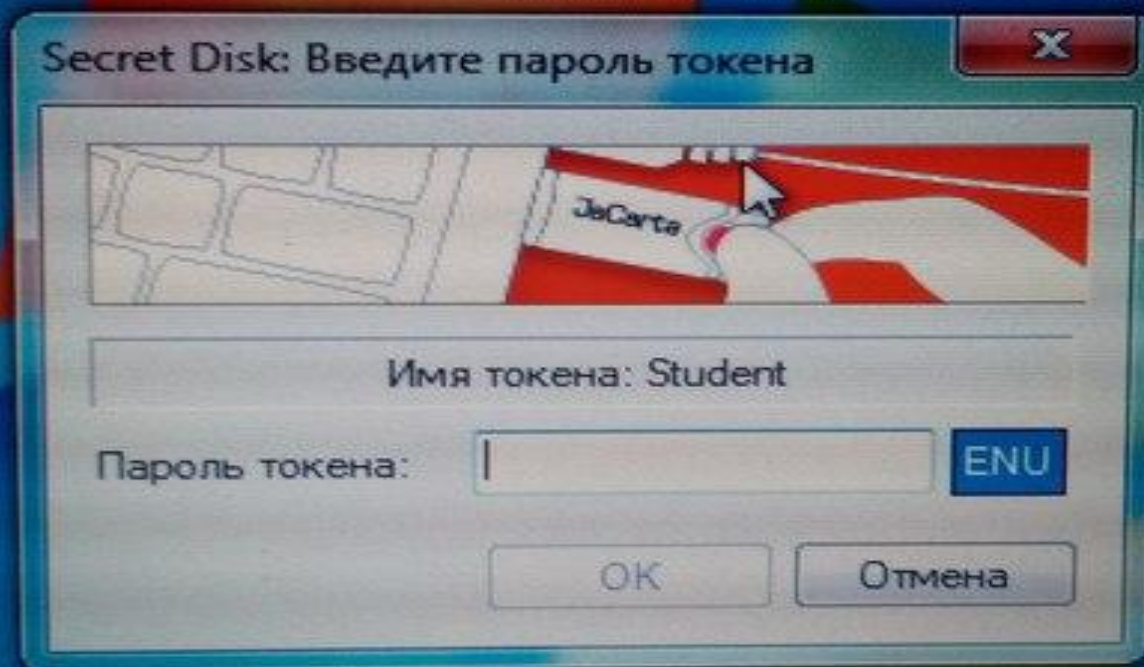 Secret Disk: Введите пароль токена
JaCarta
Имя токена: Student
Пароль токена:
ENU
OK
Отмена